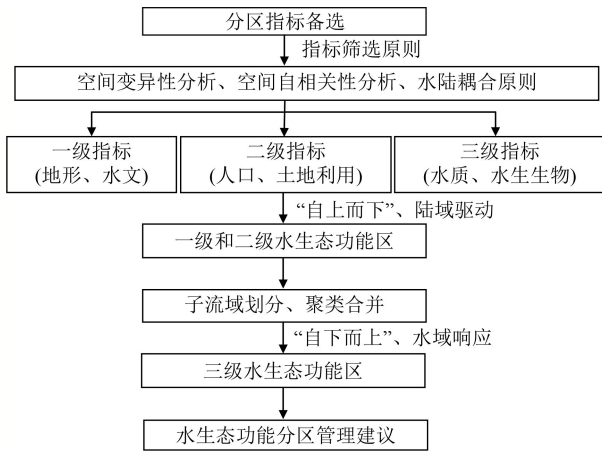 分区指标备选
指标筛选原则
空间变异性分析、空间自相关性分析、水陆耦合原则
一级指标
(地形、水文)
二级指标
(人口、土地利用)
三级指标
(水质、水生生物)
“自上而下”、陆域驱动
一级和二级水生态功能区
子流域划分、聚类合并
“自下而上”、水域响应
三级水生态功能区
水生态功能分区管理建议